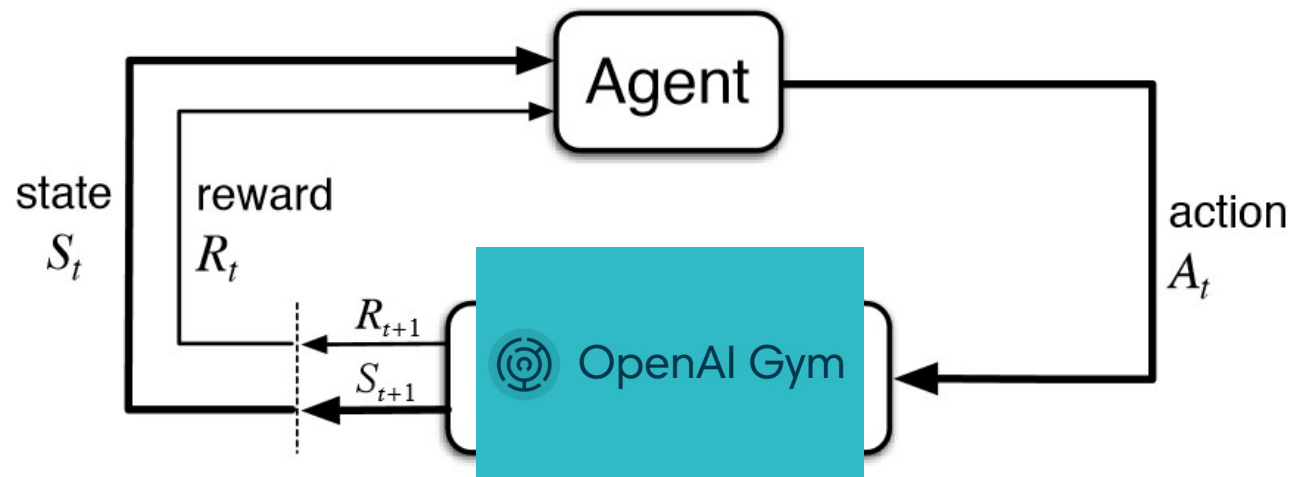 Agent
state
S_t
reward
R_t
action
A_t
R_{t+1}
S_{t+1}
OpenAI Gym